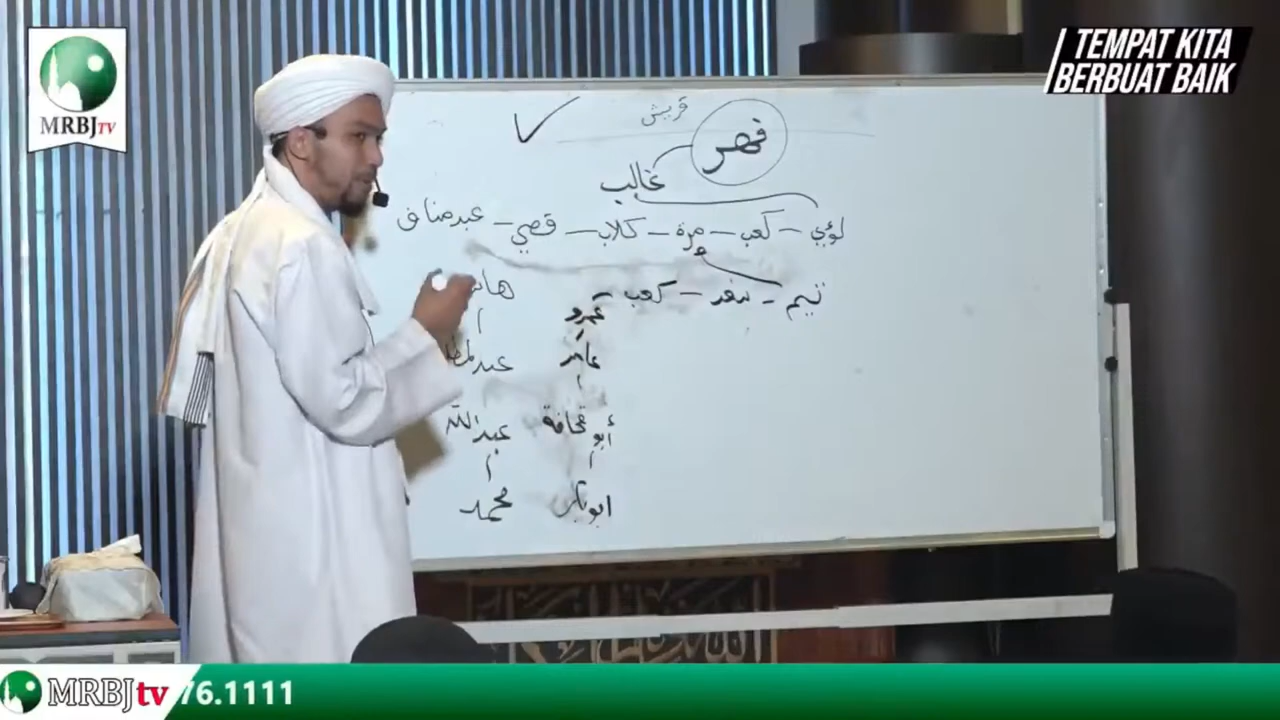 MRBJTV
TEMPAT KITA
BERBUAT BAIK
قريش
فهر
غالب
لؤي - كعب - مرة - كلاب - قصي - عبد مناف
تيم - سعد - كعب -
عمرو
عامر
عبد الله
أبو قحافة
أبو بكر
محمد
MRBJtv
76.1111